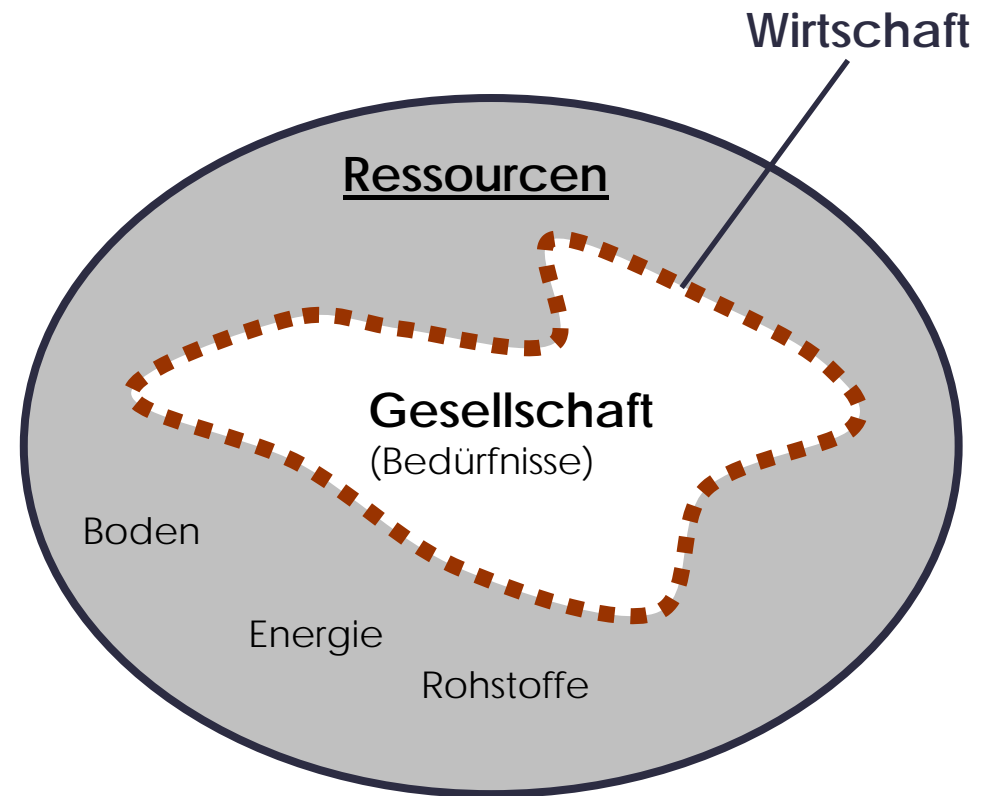 Wirtschaft
Ressourcen
Gesellschaft
(Bedürfnisse)
Boden
Energie
Rohstoffe